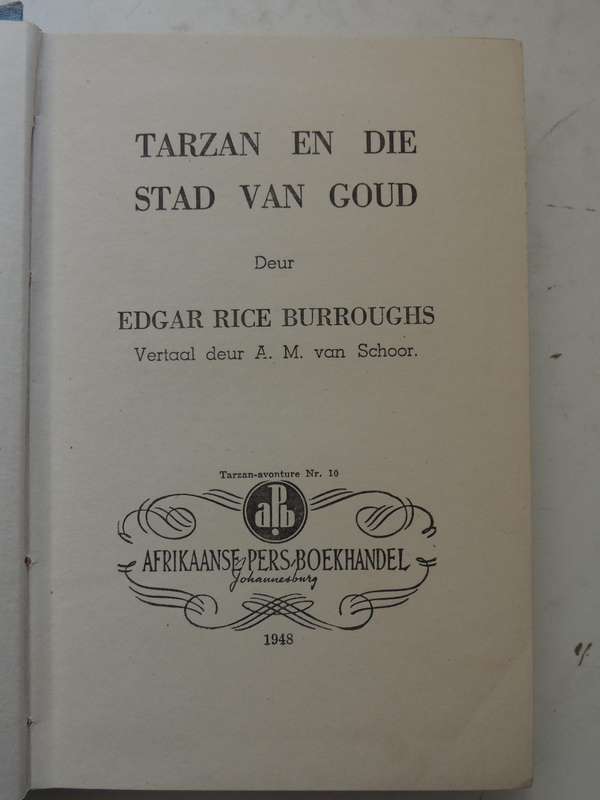 TARZAN EN DIE
STAD VAN GOUD
Deur
EDGAR RICE BURROUGHS
Vertaal deur A. M. van Schoor.
Tarzan-avonture Nr. 10
aPb
AFRIKAANSE PERS BOEKHANDEL
Johannesburg
1948